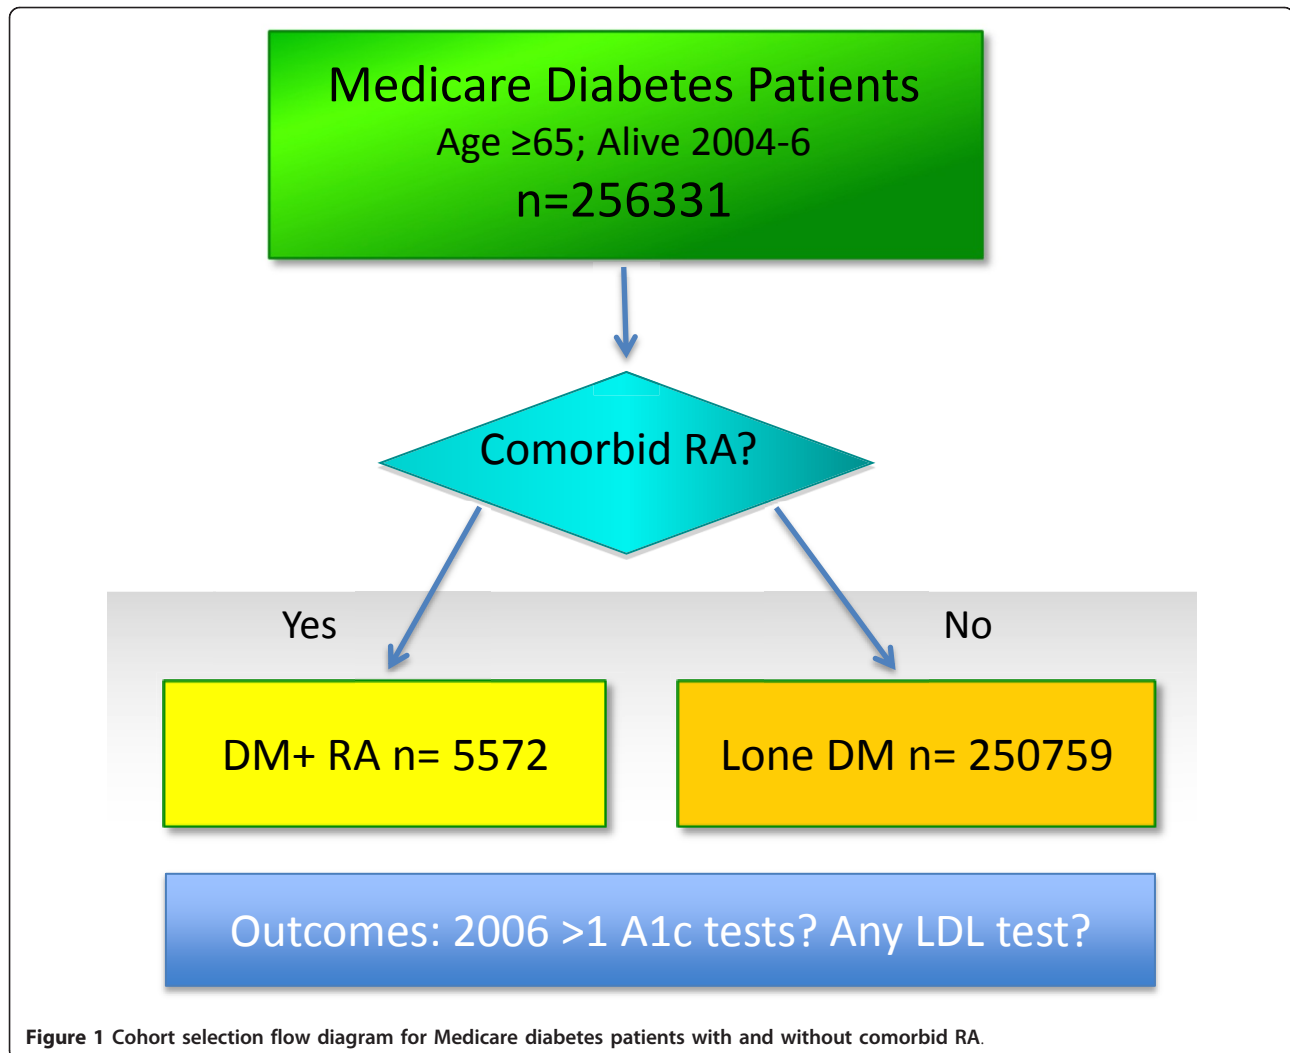 Medicare Diabetes Patients
Age ≥65; Alive 2004-6
n=256331
Comorbid RA?
Yes
No
DM+ RA n= 5572
Lone DM n= 250759
Outcomes: 2006 >1 A1c tests? Any LDL test?
Figure 1 Cohort selection flow diagram for Medicare diabetes patients with and without comorbid RA.